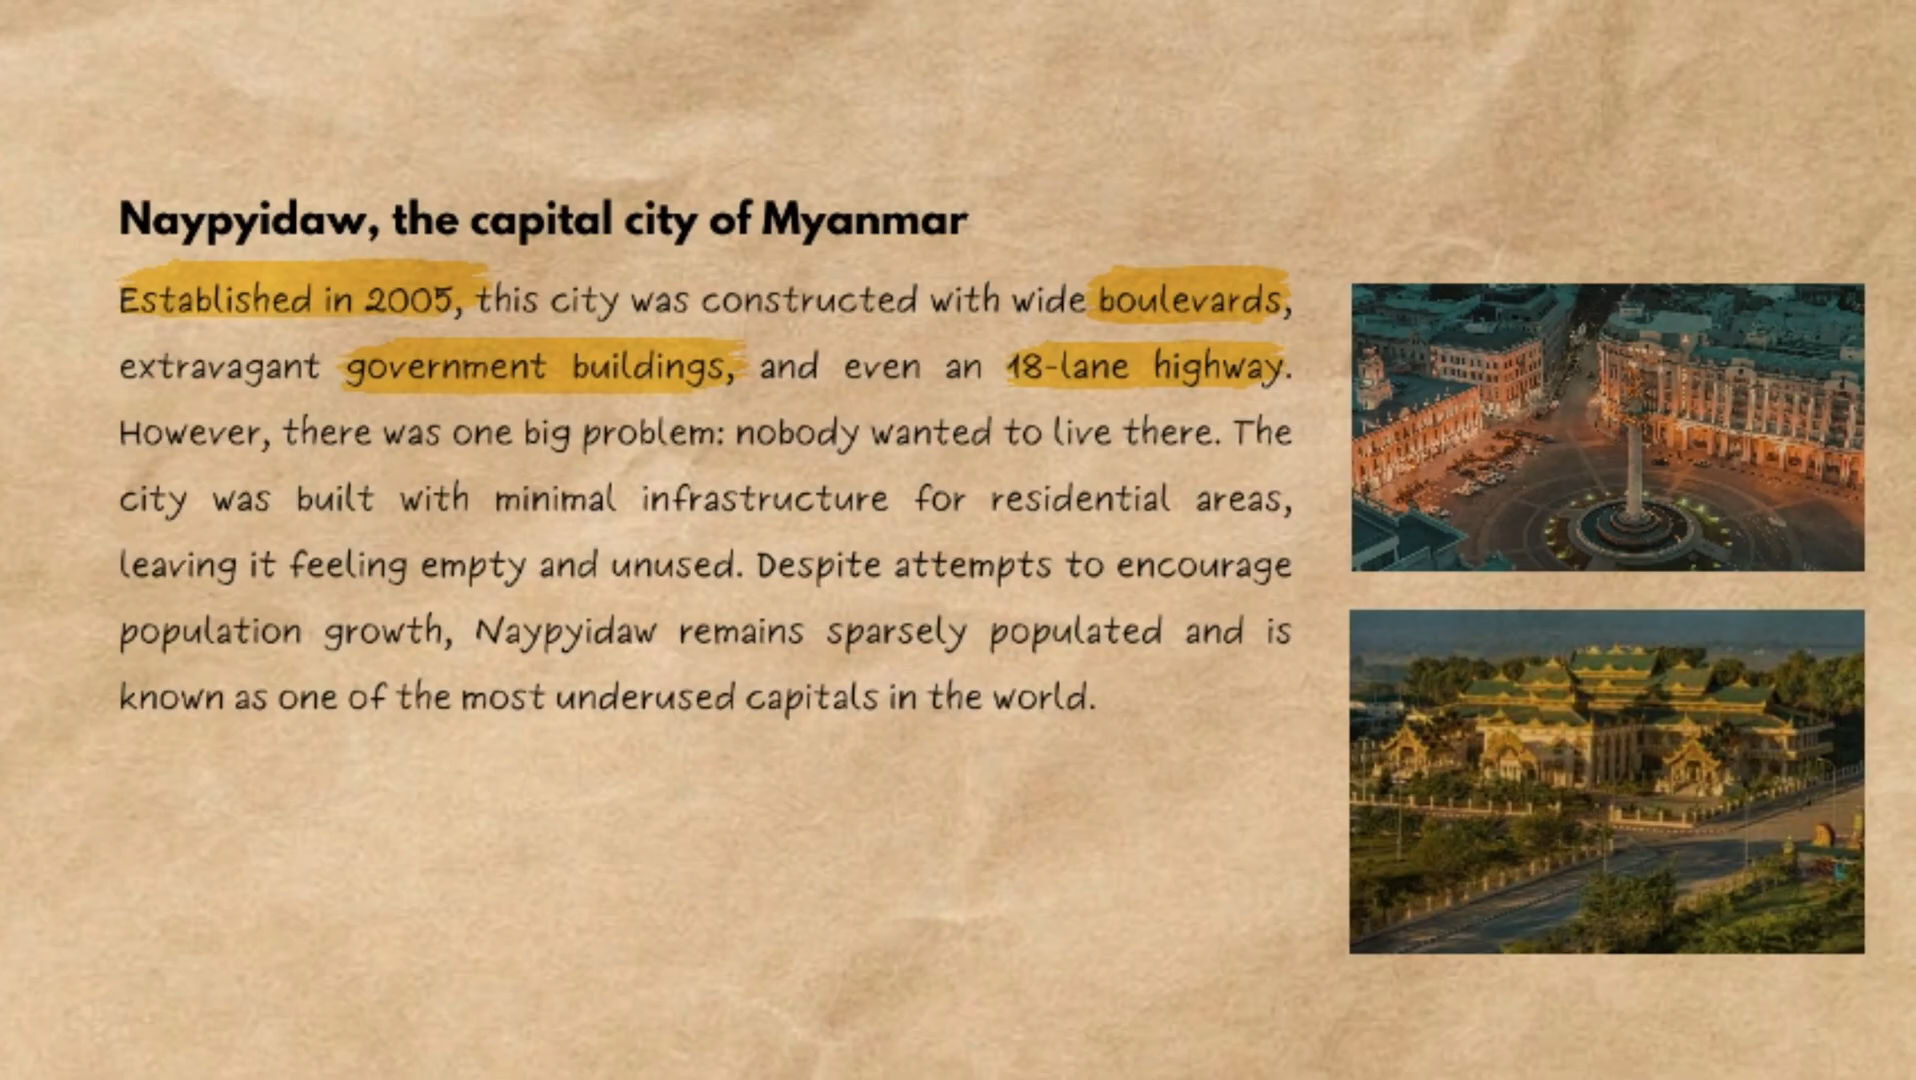 Naypyidaw, the capital city of Myanmar
Established in 2005, this city was constructed with wide boulevards,
extravagant government buildings, and even an 18-lane highway.
However, there was one big problem: nobody wanted to live there. The
city was built with minimal infrastructure for residential areas,
leaving it feeling empty and unused. Despite attempts to encourage
population growth, Naypyidaw remains sparsely populated and is
known as one of the most underused capitals in the world.